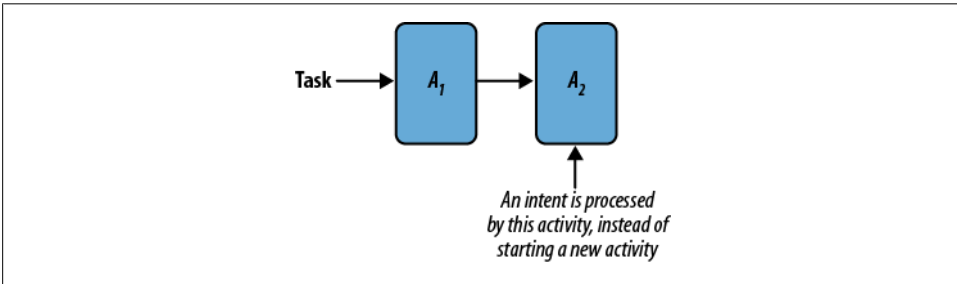 Task
A1
A2
An intent is processed
by this activity, instead of
starting a new activity